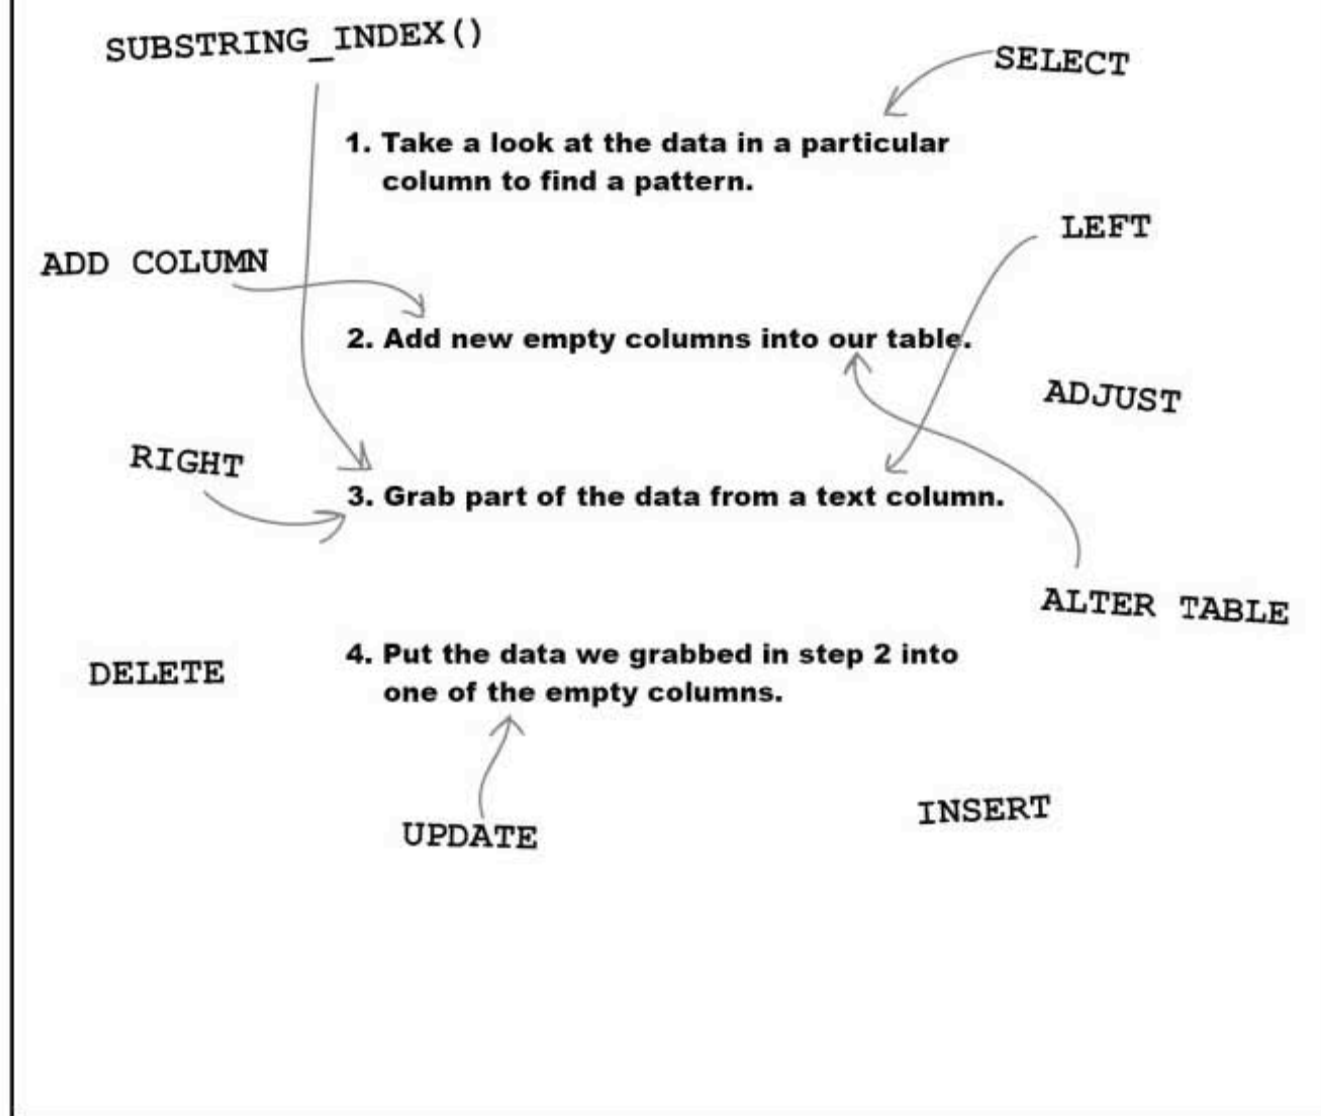 SUBSTRING_INDEX()
SELECT
1. Take a look at the data in a particular
column to find a pattern.
LEFT
ADD COLUMN
2. Add new empty columns into our table.
ADJUST
RIGHT
3. Grab part of the data from a text column.
ALTER TABLE
DELETE
4. Put the data we grabbed in step 2 into
one of the empty columns.
UPDATE
INSERT